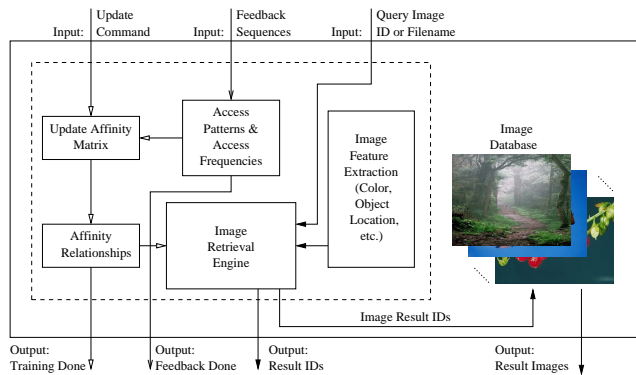 Update
Command
Input:
Feedback
Sequences
Input:
Query Image
ID or Filename
Input:
Update Affinity
Matrix
Access
Patterns &
Access
Frequencies
Image
Feature
Extraction
(Color,
Object
Location,
etc.)
Image
Database
Affinity
Relationships
Image
Retrieval
Engine
Image Result IDs
Output:
Training Done
Output:
Feedback Done
Output:
Result IDs
Output:
Result Images